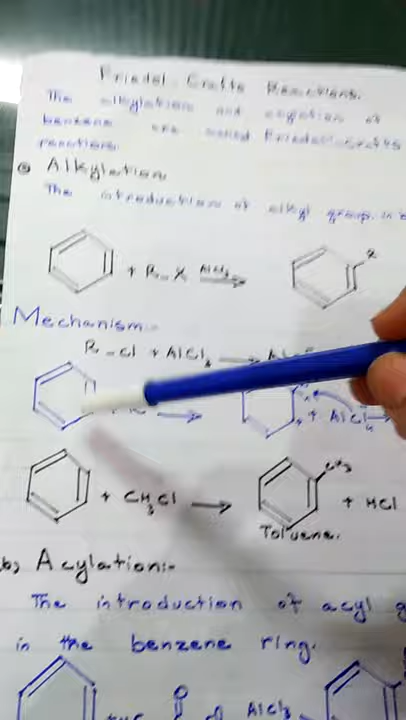 Friedel-Crafts Reactions.
The alkylation and acylation of
benzene are called Friedel-Crafts
reactions.
Alkylation:
The introduction of alkyl group in
+ R-X AlCl3 R
Mechanism:-
R-Cl + AlCl3
+ AlCl4
+ CH3Cl CH3 + HCl
Toluene.
b) Acylation:-
The introduction of acyl g
in the benzene ring.
O AlCl3